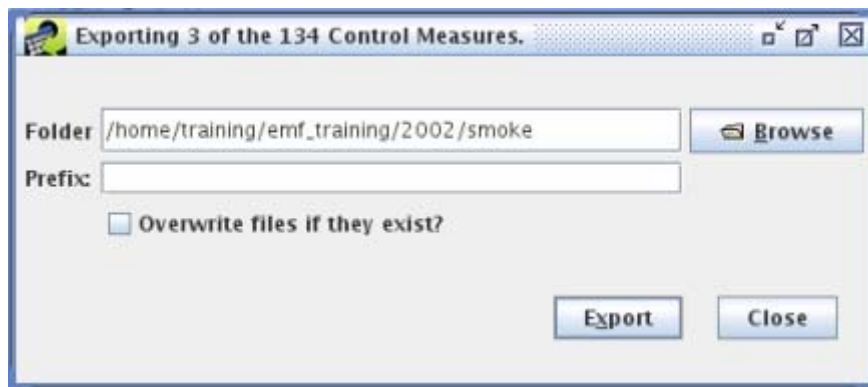 Exporting 3 of the 134 Control Measures.
Folder /home/training/emf_training/2002/smoke Browse
Prefix:
Overwrite files if they exist?
Export Close